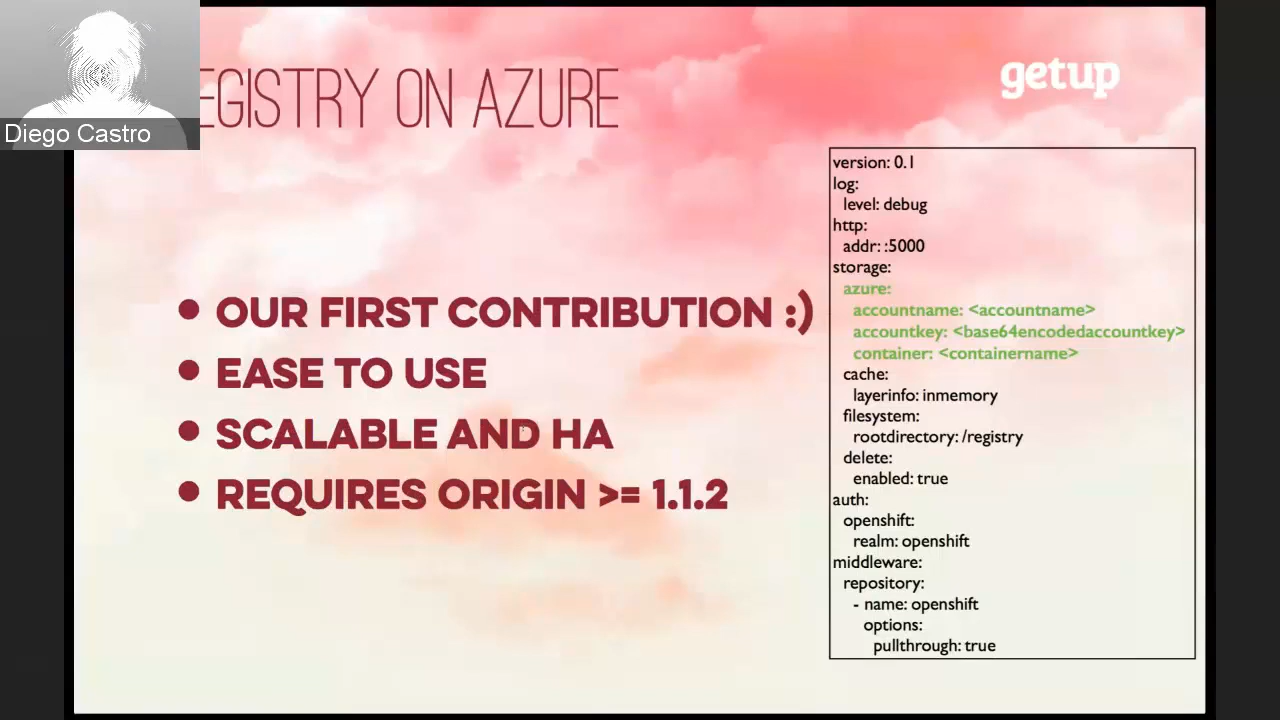 EGISTRY ON AZURE
getup
Diego Castro
• OUR FIRST CONTRIBUTION :)
• EASE TO USE
• SCALABLE AND HA
• REQUIRES ORIGIN >= 1.1.2
version: 0.1
log:
level: debug
http:
addr: :5000
storage:
azure:
accountname: <accountname>
accountkey: <base64encodedaccountkey>
container: <containername>
cache:
layerinfo: inmemory
filesystem:
rootdirectory: /registry
delete:
enabled: true
auth:
openshift:
realm: openshift
middleware:
repository:
- name: openshift
options:
pullthrough: true